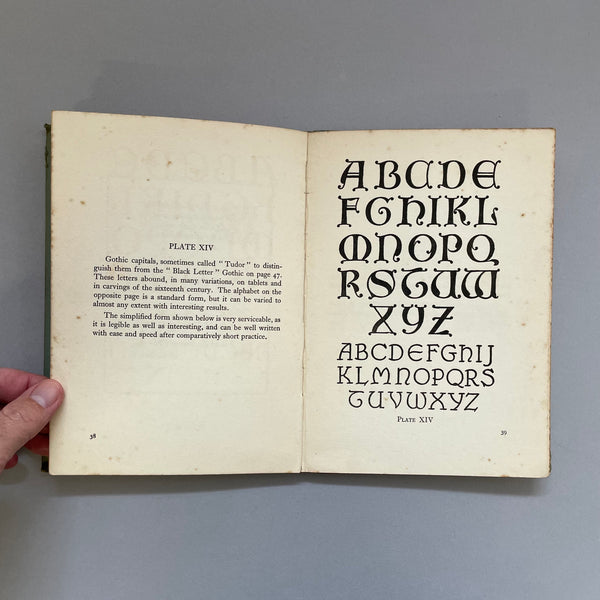 PLATE XIV
Gothic capitals, sometimes called "Tudor" to distin-
guish them from the "Black Letter" Gothic on page 47.
These letters abound, in many variations, on tablets and
in carvings of the sixteenth century. The alphabet on the
opposite page is a standard form, but it can be varied to
almost any extent with interesting results.
The simplified form shown below is very serviceable, as
it is legible as well as interesting, and can be well written
with ease and speed after comparatively short practice.
38
ABCDE
FGHIKL
MNOPQ
RSTUW
XYZ
ABCDEFGHIJ
KLMNOPQRS
TUVWXYZ
PLATE XIV
39